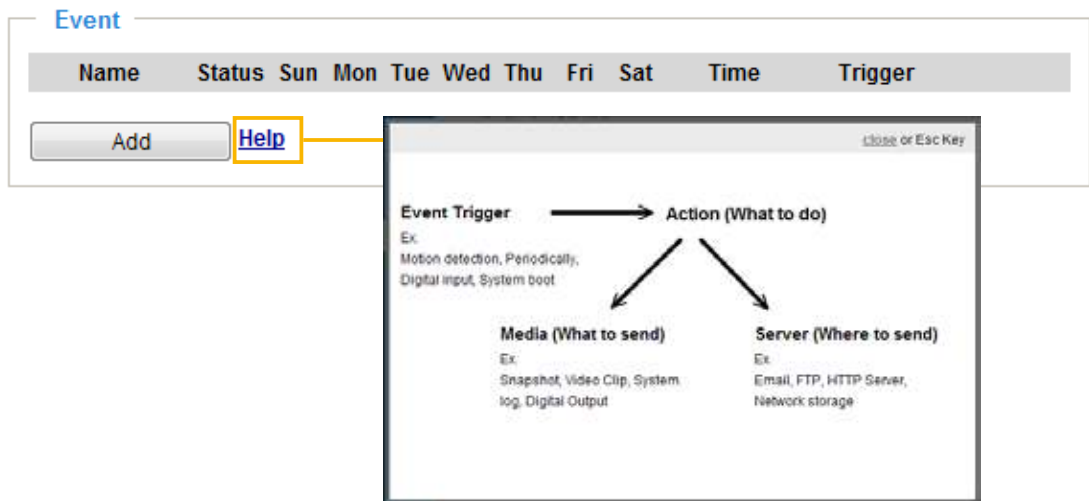 Event
Name Status Sun Mon Tue Wed Thu Fri Sat Time Trigger
Add Help
close or Esc Key
Event Trigger Action (What to do)
Ex.
Motion detection, Periodically,
Digital input, System boot
Media (What to send) Server (Where to send)
Ex. Ex.
Snapshot, Video Clip, System Email, FTP, HTTP Server,
log, Digital Output Network storage